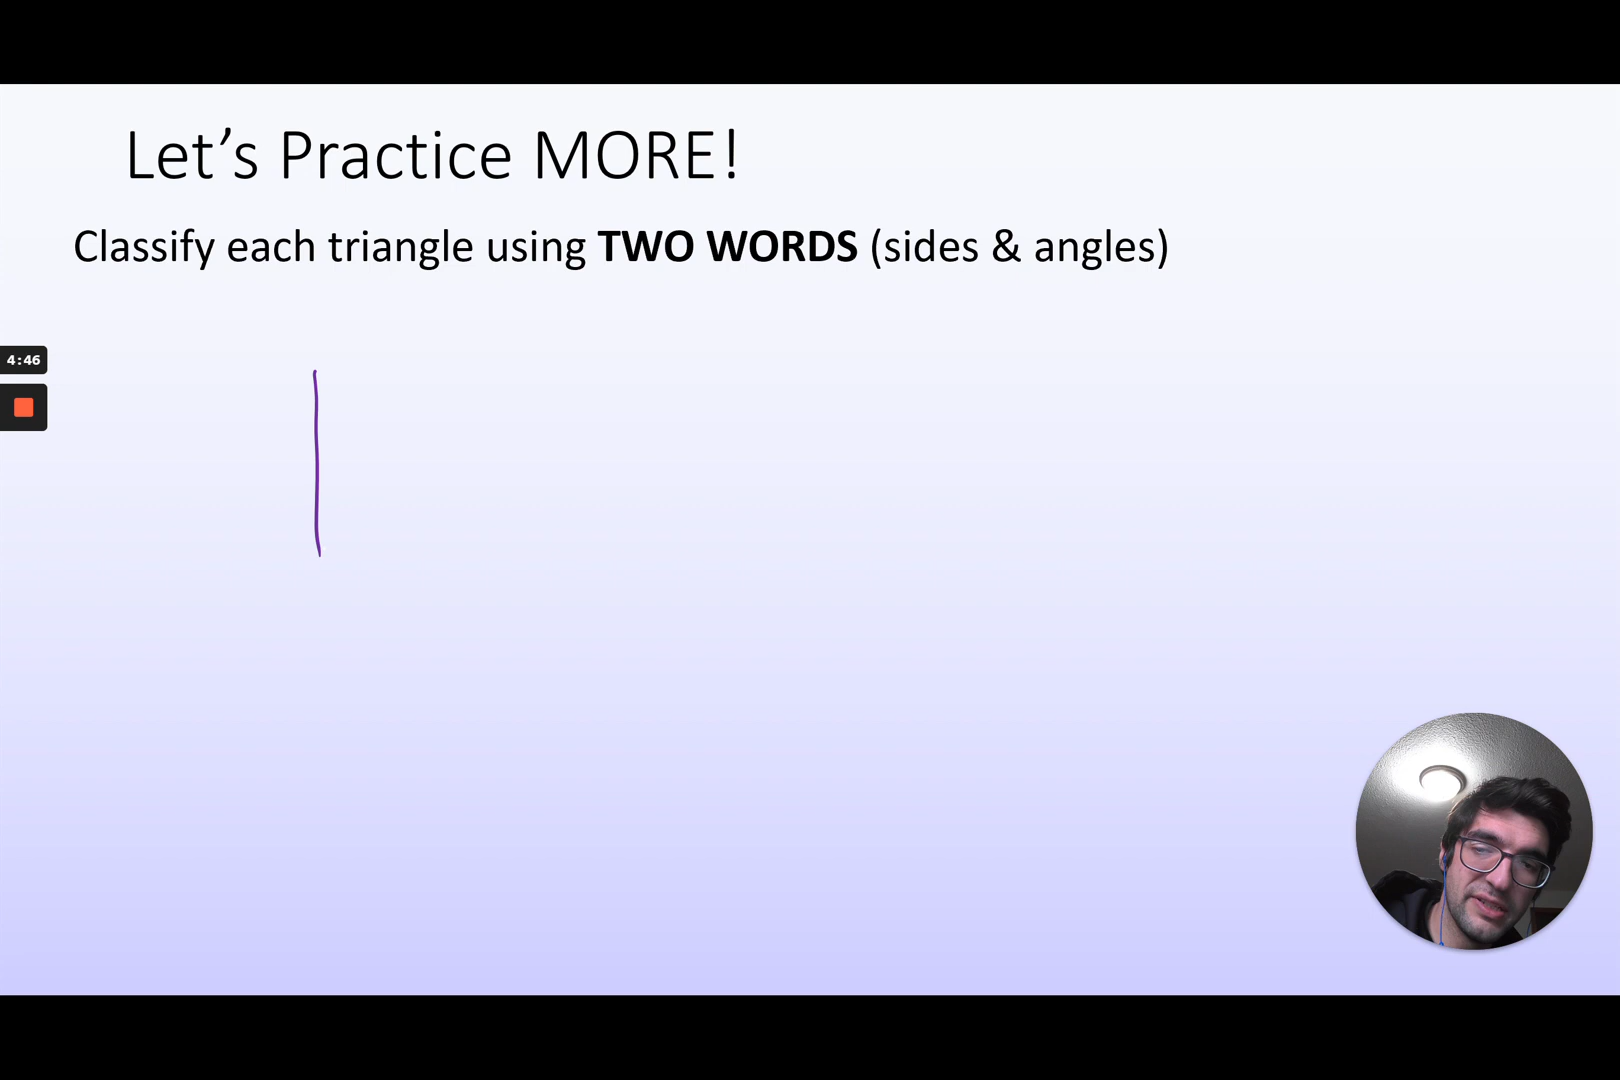 Let’s Practice MORE!
Classify each triangle using TWO WORDS (sides & angles)
4:46